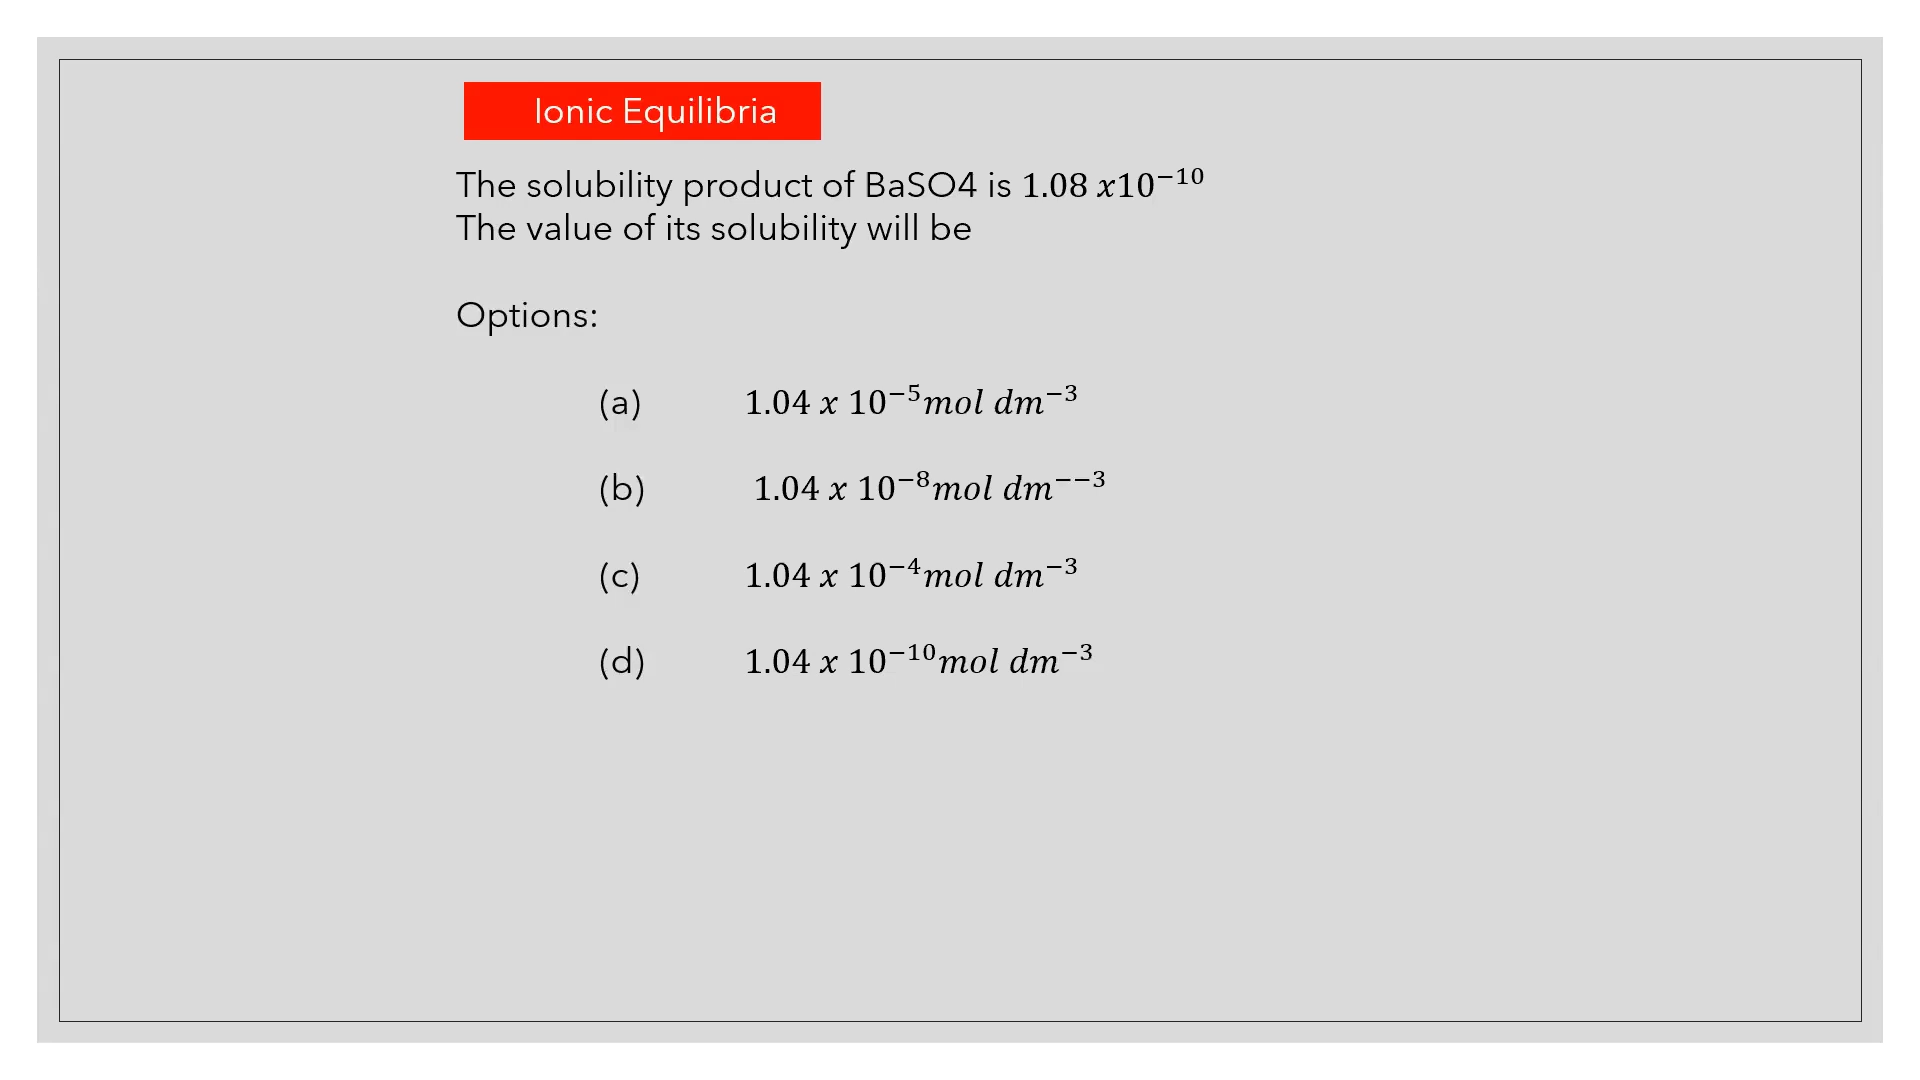 Ionic Equilibria
The solubility product of BaSO4 is 1.08 x10⁻¹⁰
The value of its solubility will be
Options:
(a) 1.04 x 10⁻⁵mol dm⁻³
(b) 1.04 x 10⁻⁸mol dm⁻⁻³
(c) 1.04 x 10⁻⁴mol dm⁻³
(d) 1.04 x 10⁻¹⁰mol dm⁻³